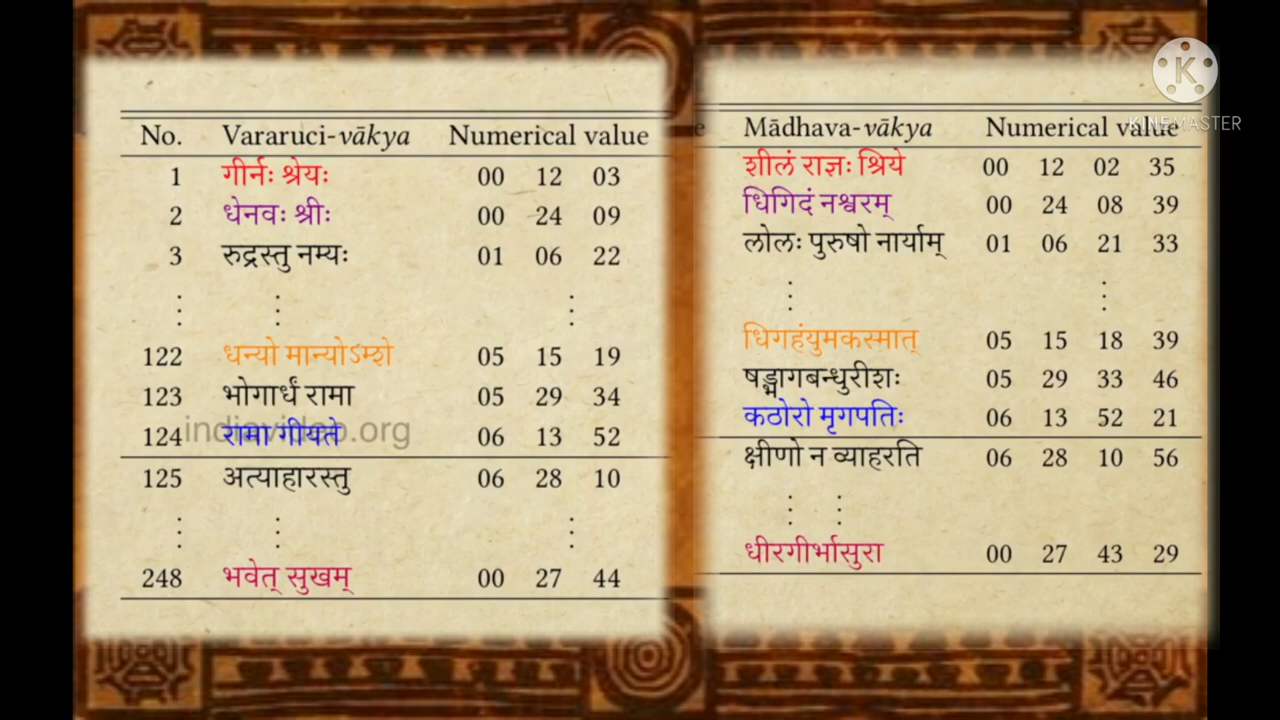 No. Vararuci-vākya Numerical value
1 गीर्नः श्रेयः 00 12 03
2 धेनवः श्रीः 00 24 09
3 रुद्रस्तु नम्यः 01 06 22
⋮ ⋮ ⋮
122 धन्यो मान्योऽम्शे 05 15 19
123 भोगार्धं रामा 05 29 34
124 रामा गीयते 06 13 52
125 अत्याहारस्तु 06 28 10
⋮ ⋮ ⋮
248 भवेत् सुखम् 00 27 44
indiavideo.org
e Mādhava-vākya Numerical value
शीलं राज्ञः श्रिये 00 12 02 35
धिगिदं नश्वरम् 00 24 08 39
लोलः पुरुषो नार्याम् 01 06 21 33
⋮ ⋮
धिगहंयुमकस्मात् 05 15 18 39
षड्भागबन्धुरीशः 05 29 33 46
कठोरो मृगपतिः 06 13 52 21
क्षीणो न व्याहरति 06 28 10 56
⋮ ⋮
धीरगीर्भासुरा 00 27 43 29
K
KINEMASTER